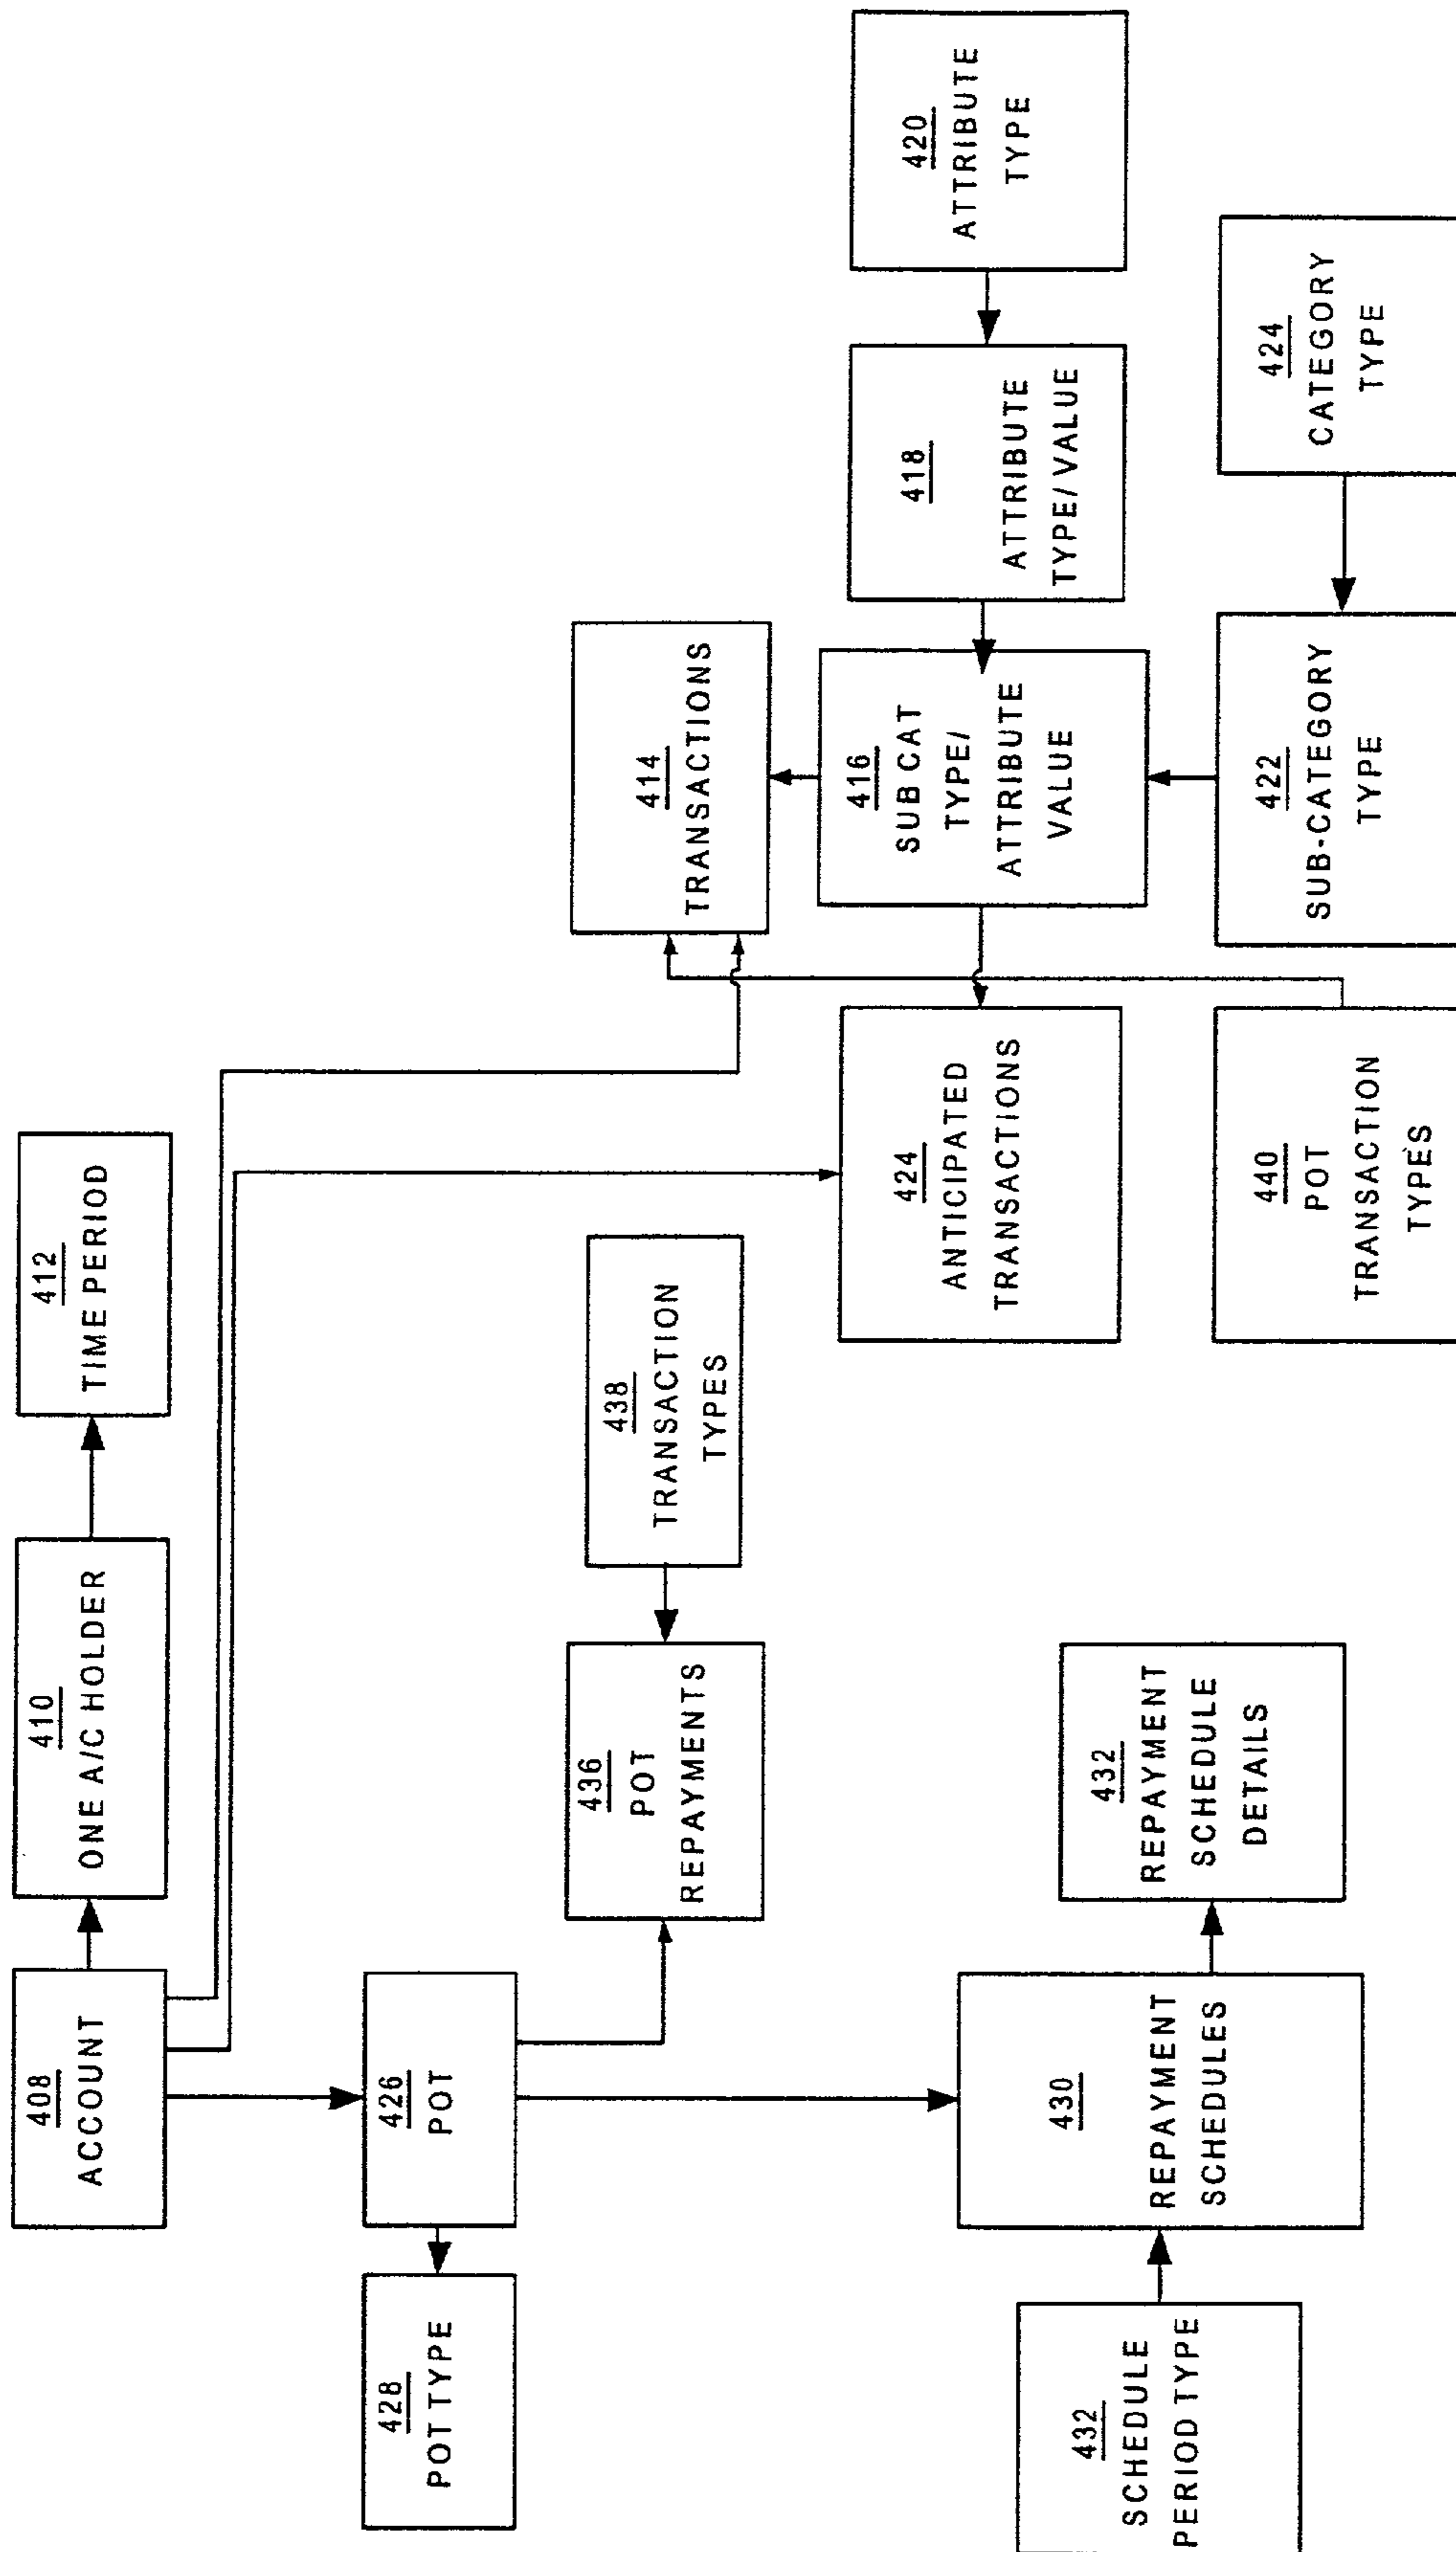 408
ACCOUNT
410
ONE A/C HOLDER
412
TIME PERIOD
428
POT TYPE
426
POT
436
POT
REPAYMENTS
438
TRANSACTION
TYPES
414
TRANSACTIONS
424
ANTICIPATED
TRANSACTIONS
416
SUB CAT
TYPE/
ATTRIBUTE
VALUE
418
ATTRIBUTE
TYPE/VALUE
420
ATTRIBUTE
TYPE
432
SCHEDULE
PERIOD TYPE
430
REPAYMENT
SCHEDULES
432
REPAYMENT
SCHEDULE
DETAILS
440
POT
TRANSACTION
TYPES
422
SUB-CATEGORY
TYPE
424
CATEGORY
TYPE